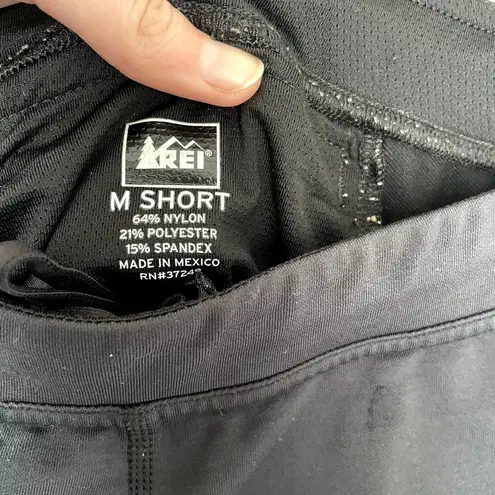 REI®
M SHORT
64% NYLON
21% POLYESTER
15% SPANDEX
MADE IN MEXICO